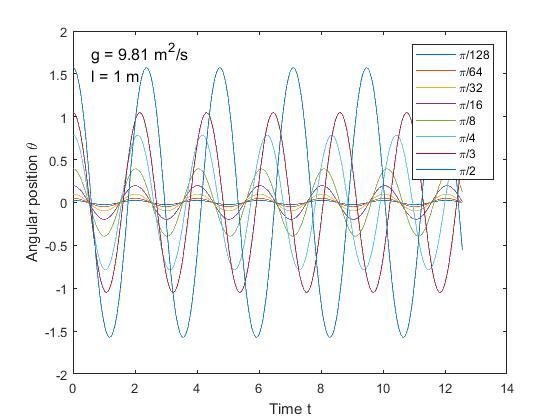 g = 9.81 m²/s
l = 1 m
π/128
π/64
π/32
π/16
π/8
π/4
π/3
π/2
2
1.5
1
0.5
0
-0.5
-1
-1.5
-2
Angular position θ
0 2 4 6 8 10 12 14
Time t